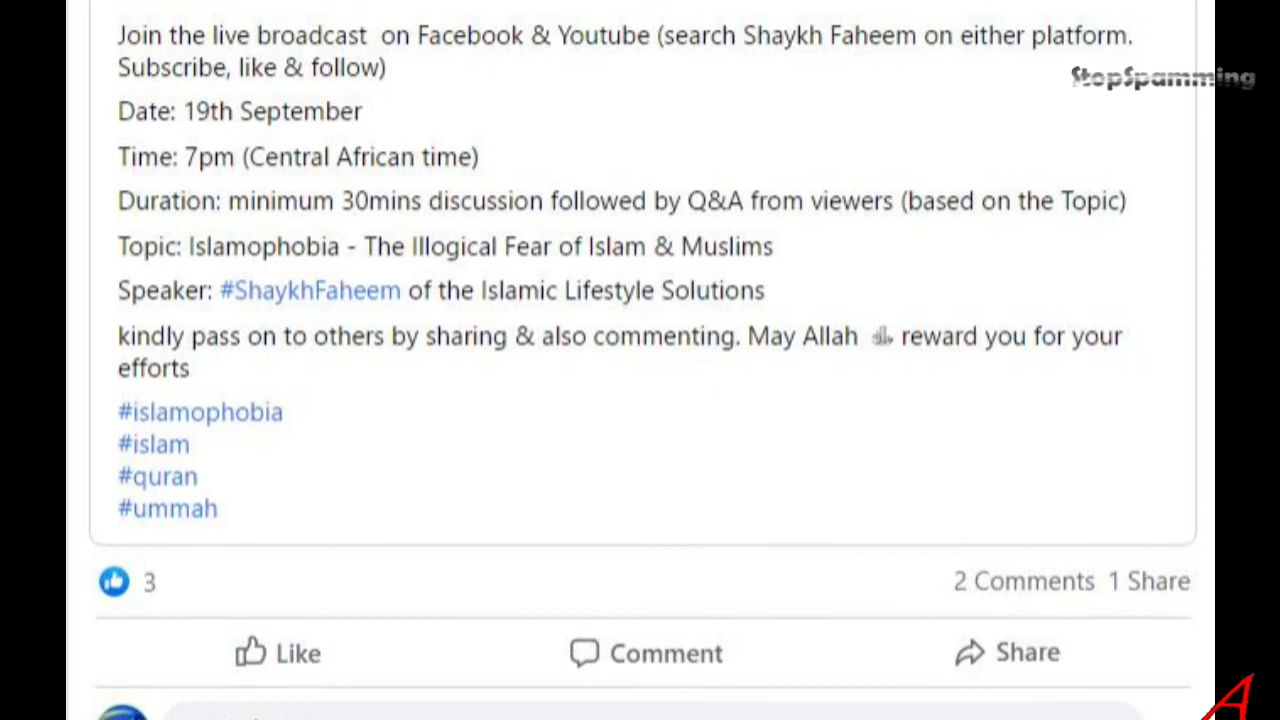 Join the live broadcast on Facebook & Youtube (search Shaykh Faheem on either platform.
Subscribe, like & follow)
StopSpamming
Date: 19th September
Time: 7pm (Central African time)
Duration: minimum 30mins discussion followed by Q&A from viewers (based on the Topic)
Topic: Islamophobia - The Illogical Fear of Islam & Muslims
Speaker: #ShaykhFaheem of the Islamic Lifestyle Solutions
kindly pass on to others by sharing & also commenting. May Allah reward you for your
efforts
#islamophobia
#islam
#quran
#ummah
3
2 Comments 1 Share
Like
Comment
Share
A